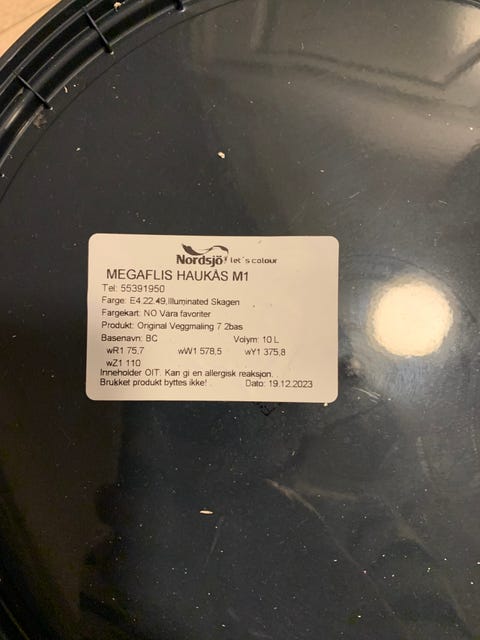 Nordsjö let's colour
MEGAFLIS HAUKÅS M1
Tel: 55391950
Farge: E4.22.49,Illuminated Skagen
Fargekart: NO Våra favoriter
Produkt: Original Veggmaling 7 2bas
Basenavn: BC Volym: 10 L
wR1 75,7 wW1 578,5 wY1 375,8
wZ1 110
Inneholder OIT. Kan gi en allergisk reaksjon.
Brukket produkt byttes ikke! Dato: 19.12.2023